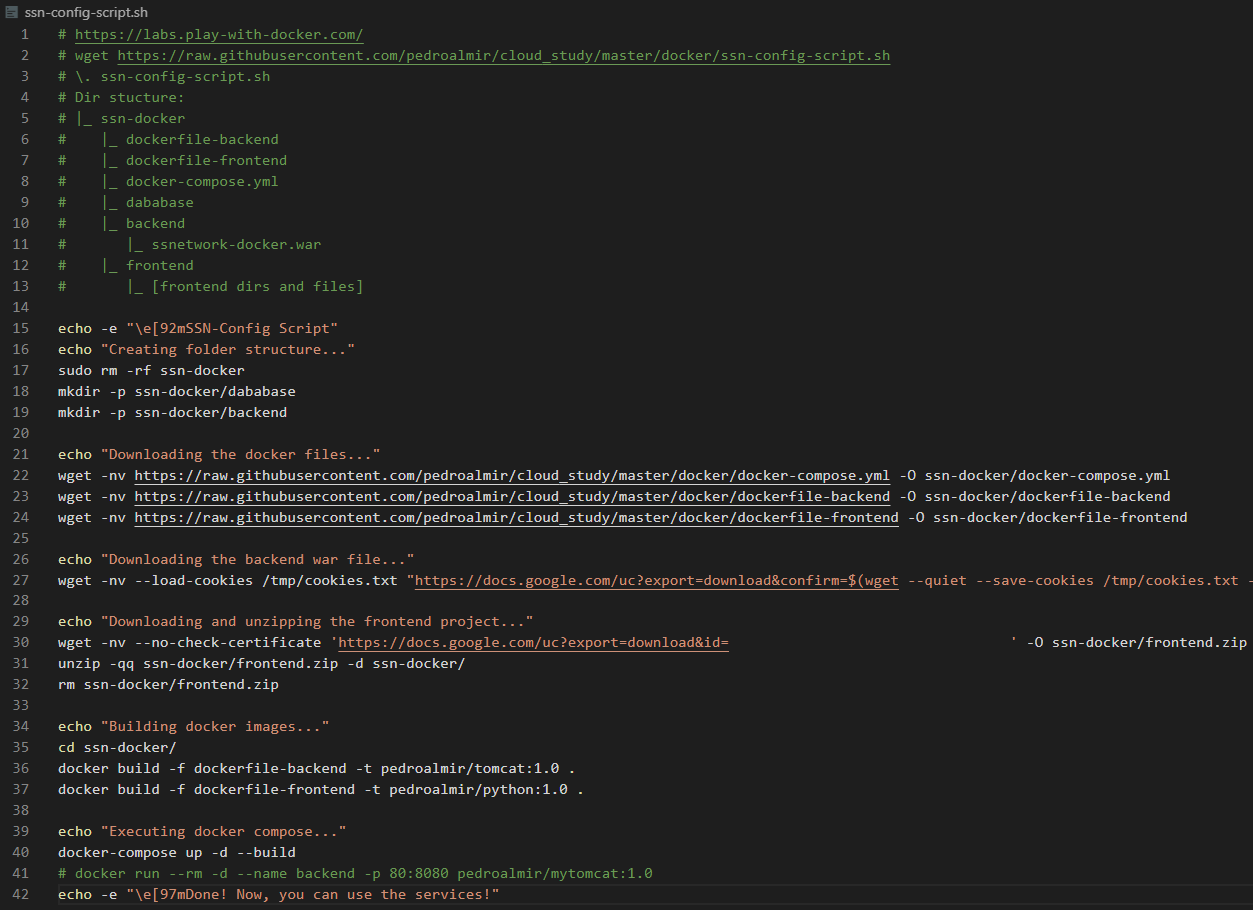 ssn-config-script.sh
1 # https://labs.play-with-docker.com/
2 # wget https://raw.githubusercontent.com/pedroalmir/cloud_study/master/docker/ssn-config-script.sh
3 # \. ssn-config-script.sh
4 # Dir stucture:
5 # |_ ssn-docker
6 #    |_ dockerfile-backend
7 #    |_ dockerfile-frontend
8 #    |_ docker-compose.yml
9 #    |_ dababase
10 #    |_ backend
11 #       |_ ssnetwork-docker.war
12 #    |_ frontend
13 #       |_ [frontend dirs and files]
14
15 echo -e "\e[92mSSN-Config Script"
16 echo "Creating folder structure..."
17 sudo rm -rf ssn-docker
18 mkdir -p ssn-docker/dababase
19 mkdir -p ssn-docker/backend
20
21 echo "Downloading the docker files..."
22 wget -nv https://raw.githubusercontent.com/pedroalmir/cloud_study/master/docker/docker-compose.yml -O ssn-docker/docker-compose.yml
23 wget -nv https://raw.githubusercontent.com/pedroalmir/cloud_study/master/docker/dockerfile-backend -O ssn-docker/dockerfile-backend
24 wget -nv https://raw.githubusercontent.com/pedroalmir/cloud_study/master/docker/dockerfile-frontend -O ssn-docker/dockerfile-frontend
25
26 echo "Downloading the backend war file..."
27 wget -nv --load-cookies /tmp/cookies.txt "https://docs.google.com/uc?export=download&confirm=$(wget --quiet --save-cookies /tmp/cookies.txt -
28
29 echo "Downloading and unzipping the frontend project..."
30 wget -nv --no-check-certificate 'https://docs.google.com/uc?export=download&id= ' -O ssn-docker/frontend.zip
31 unzip -qq ssn-docker/frontend.zip -d ssn-docker/
32 rm ssn-docker/frontend.zip
33
34 echo "Building docker images..."
35 cd ssn-docker/
36 docker build -f dockerfile-backend -t pedroalmir/tomcat:1.0 .
37 docker build -f dockerfile-frontend -t pedroalmir/python:1.0 .
38
39 echo "Executing docker compose..."
40 docker-compose up -d --build
41 # docker run --rm -d --name backend -p 80:8080 pedroalmir/mytomcat:1.0
42 echo -e "\e[97mDone! Now, you can use the services!"